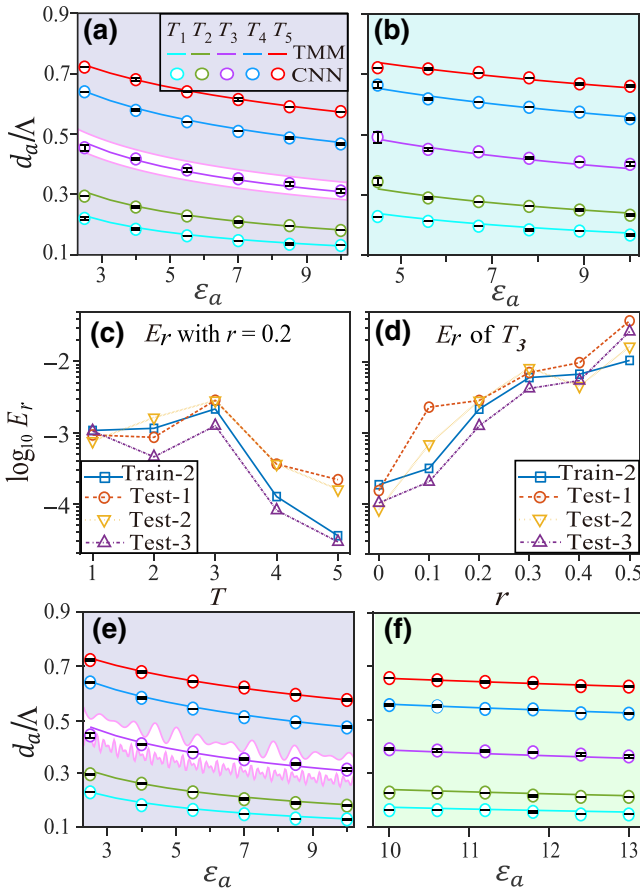 (a) T1 T2 T3 T4 T5
TMM
CNN
(b)
da/Λ
0.9
0.7
0.5
0.3
0.1
3 5 7 9
εa
5 7 9
εa
(c) Er with r = 0.2
(d) Er of T3
log10 Er
−2
−3
−4
Train-2
Test-1
Test-2
Test-3
Train-2
Test-1
Test-2
Test-3
1 2 3 4 5
T
0 0.1 0.2 0.3 0.4 0.5
r
(e)
(f)
da/Λ
0.9
0.7
0.5
0.3
0.1
3 5 7 9
εa
10 11 12 13
εa